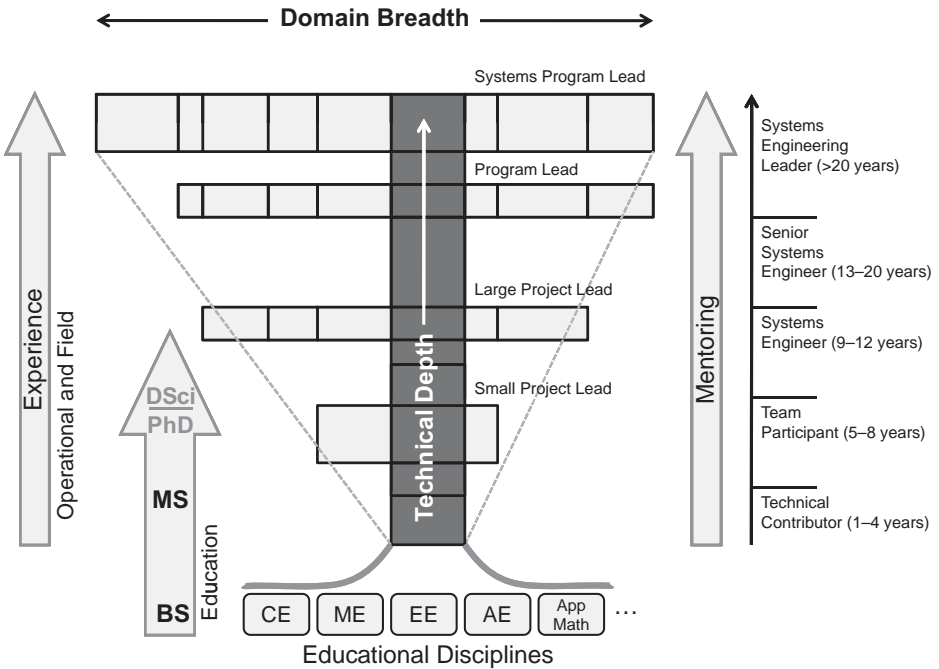 Domain Breadth
Systems Program Lead
Program Lead
Large Project Lead
Small Project Lead
Technical Depth
Experience
Operational and Field
DSci
PhD
MS
BS
Education
Mentoring
Systems
Engineering
Leader (>20 years)
Senior
Systems
Engineer (13–20 years)
Systems
Engineer (9–12 years)
Team
Participant (5–8 years)
Technical
Contributor (1–4 years)
CE
ME
EE
AE
App
Math
...
Educational Disciplines